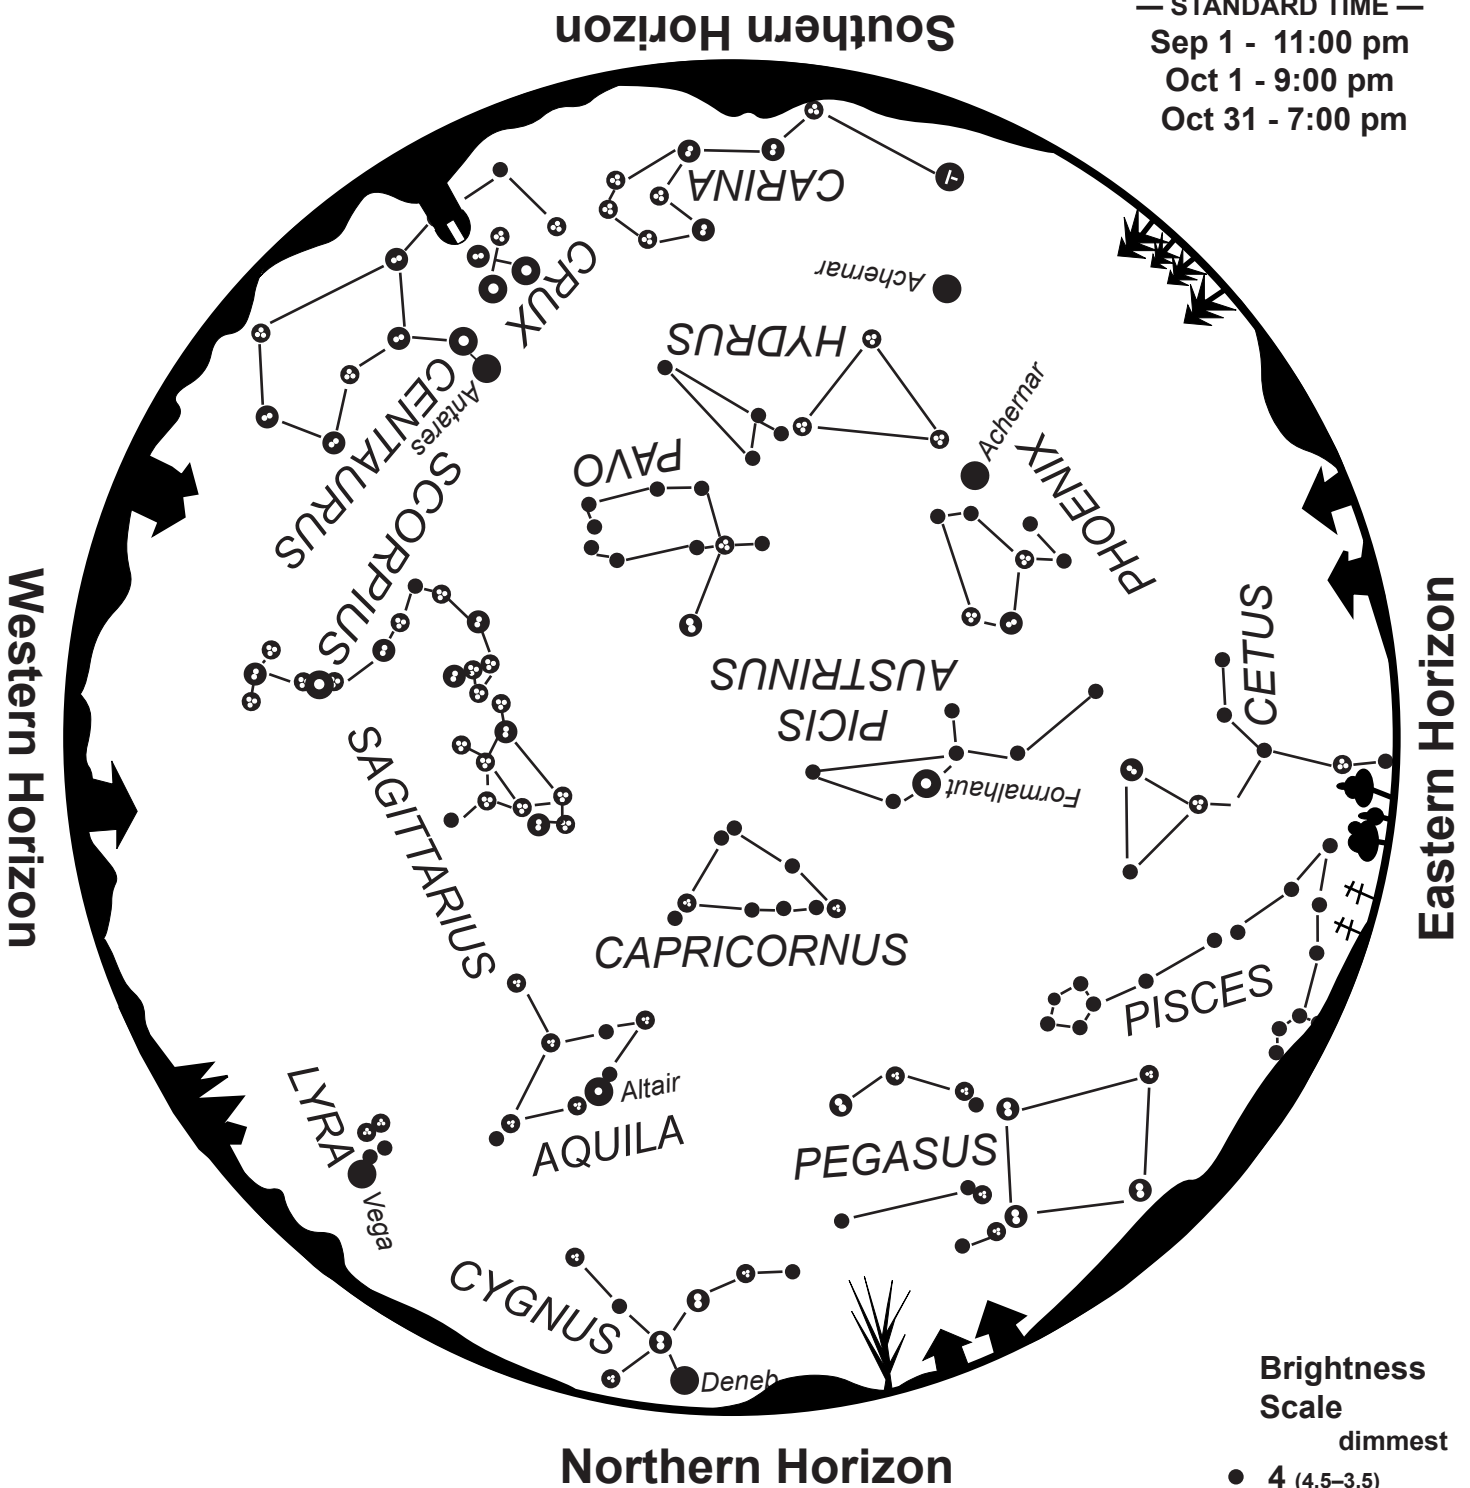 — STANDARD TIME —
Sep 1 - 11:00 pm
Oct 1 - 9:00 pm
Oct 31 - 7:00 pm
Southern Horizon
CARINA
CRUX
Achernar
HYDRUS
CENTAURUS
Antares
Achernar
PHOENIX
PAVO
SCORPIUS
Western Horizon
Eastern Horizon
CETUS
AUSTRINUS
PICIS
Formalhaut
SAGITTARIUS
CAPRICORNUS
PISCES
LYRA
Vega
Altair
AQUILA
PEGASUS
CYGNUS
Deneb
Northern Horizon
Brightness
Scale
dimmest
4 (4.5–3.5)